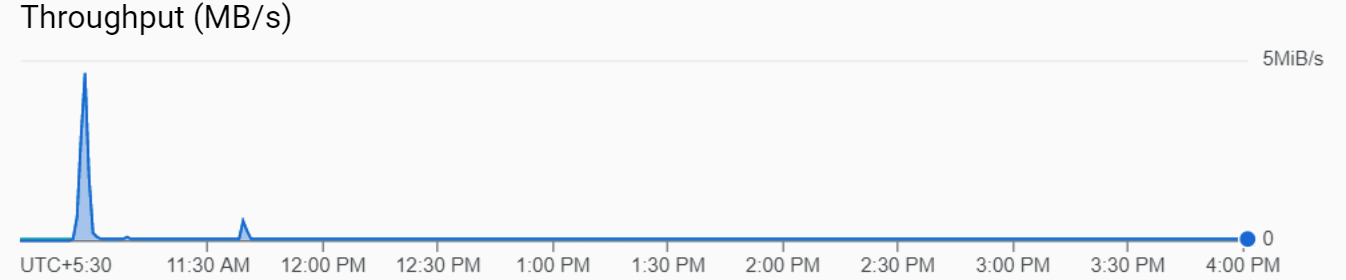 Throughput (MB/s)
5MiB/s
0
UTC+5:30 11:30 AM 12:00 PM 12:30 PM 1:00 PM 1:30 PM 2:00 PM 2:30 PM 3:00 PM 3:30 PM 4:00 PM